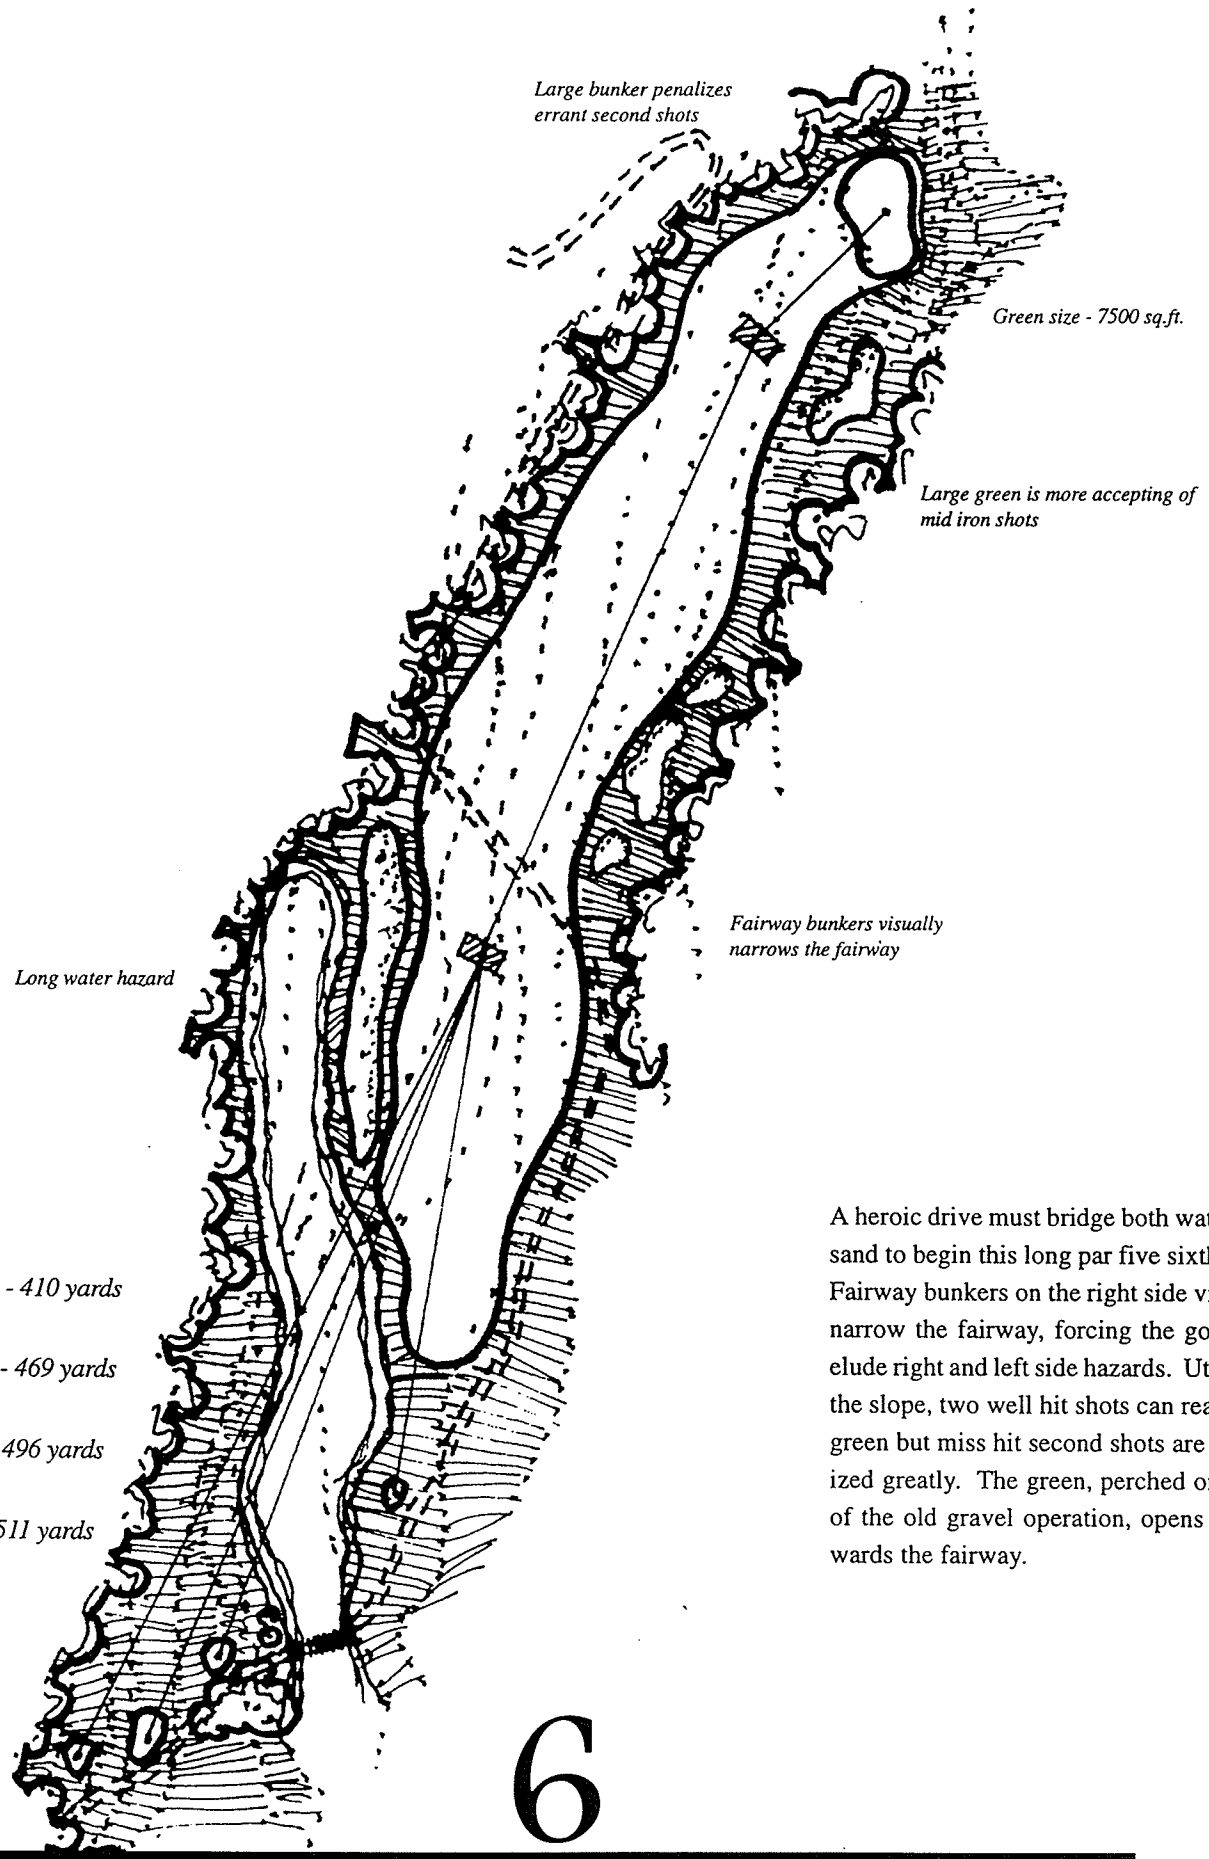 Large bunker penalizes
errant second shots
Green size - 7500 sq.ft.
Large green is more accepting of
mid iron shots
Fairway bunkers visually
narrows the fairway
Long water hazard
- 410 yards
- 469 yards
496 yards
511 yards
A heroic drive must bridge both
sand to begin this long par five
Fairway bunkers on the right side
narrow the fairway, forcing the
elude right and left side hazards.
the slope, two well hit shots can
green but miss hit second shots are
ized greatly. The green, perched
of the old gravel operation, opens
wards the fairway.
6